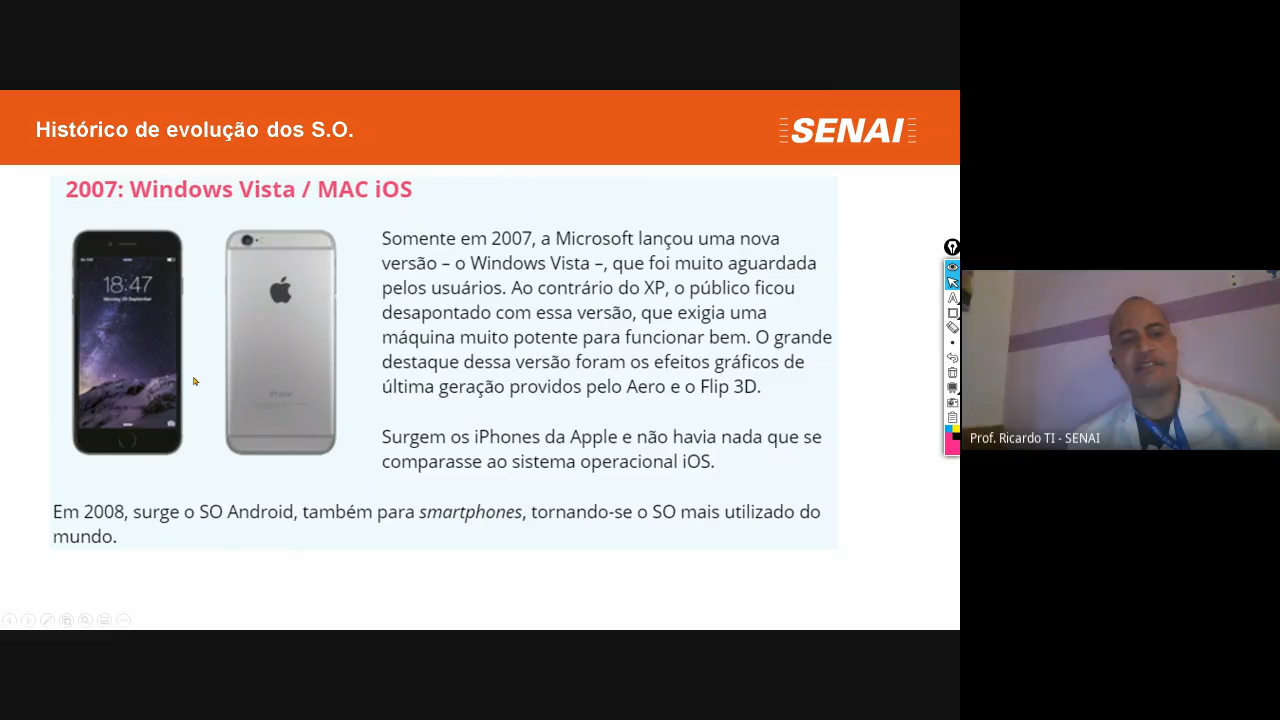 Histórico de evolução dos S.O.
SENAI
2007: Windows Vista / MAC iOS
18:47
Somente em 2007, a Microsoft lançou uma nova
versão – o Windows Vista –, que foi muito aguardada
pelos usuários. Ao contrário do XP, o público ficou
desapontado com essa versão, que exigia uma
máquina muito potente para funcionar bem. O grande
destaque dessa versão foram os efeitos gráficos de
última geração providos pelo Aero e o Flip 3D.
Surgem os iPhones da Apple e não havia nada que se
comparasse ao sistema operacional iOS.
Em 2008, surge o SO Android, também para smartphones, tornando-se o SO mais utilizado do
mundo.
iPhone
Prof. Ricardo TI - SENAI